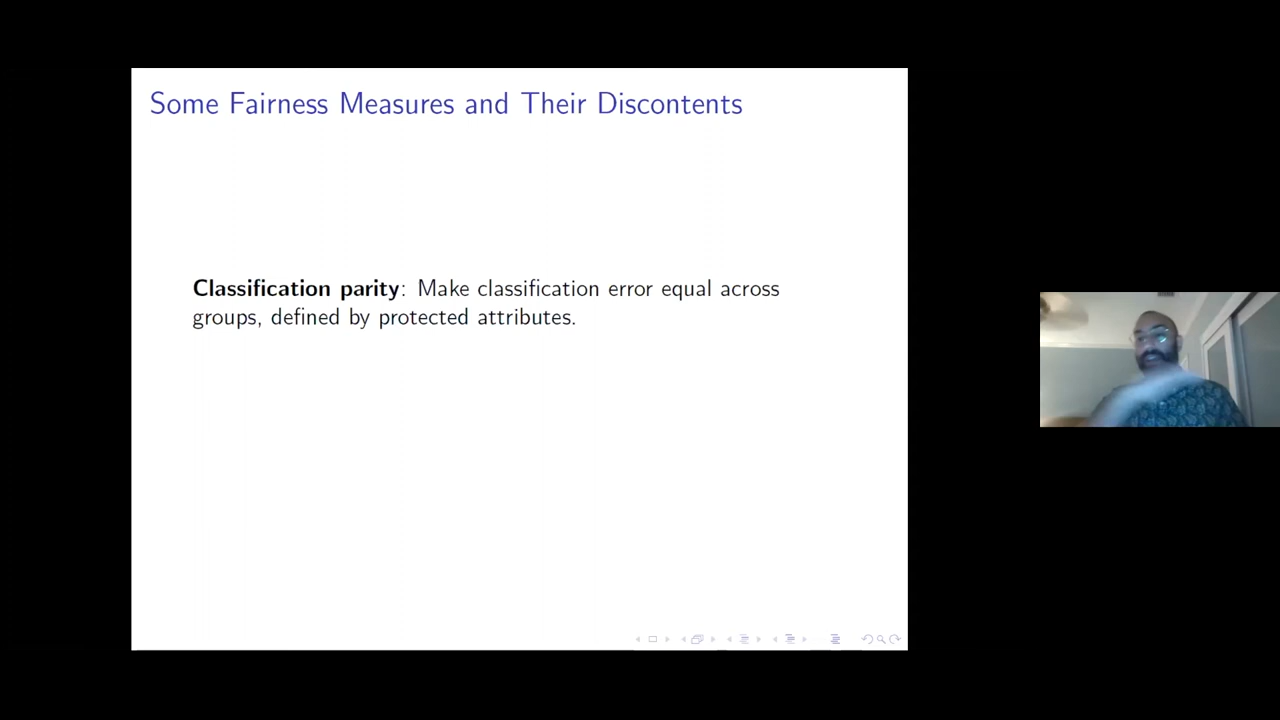 Some Fairness Measures and Their Discontents
Classification parity: Make classification error equal across
groups, defined by protected attributes.